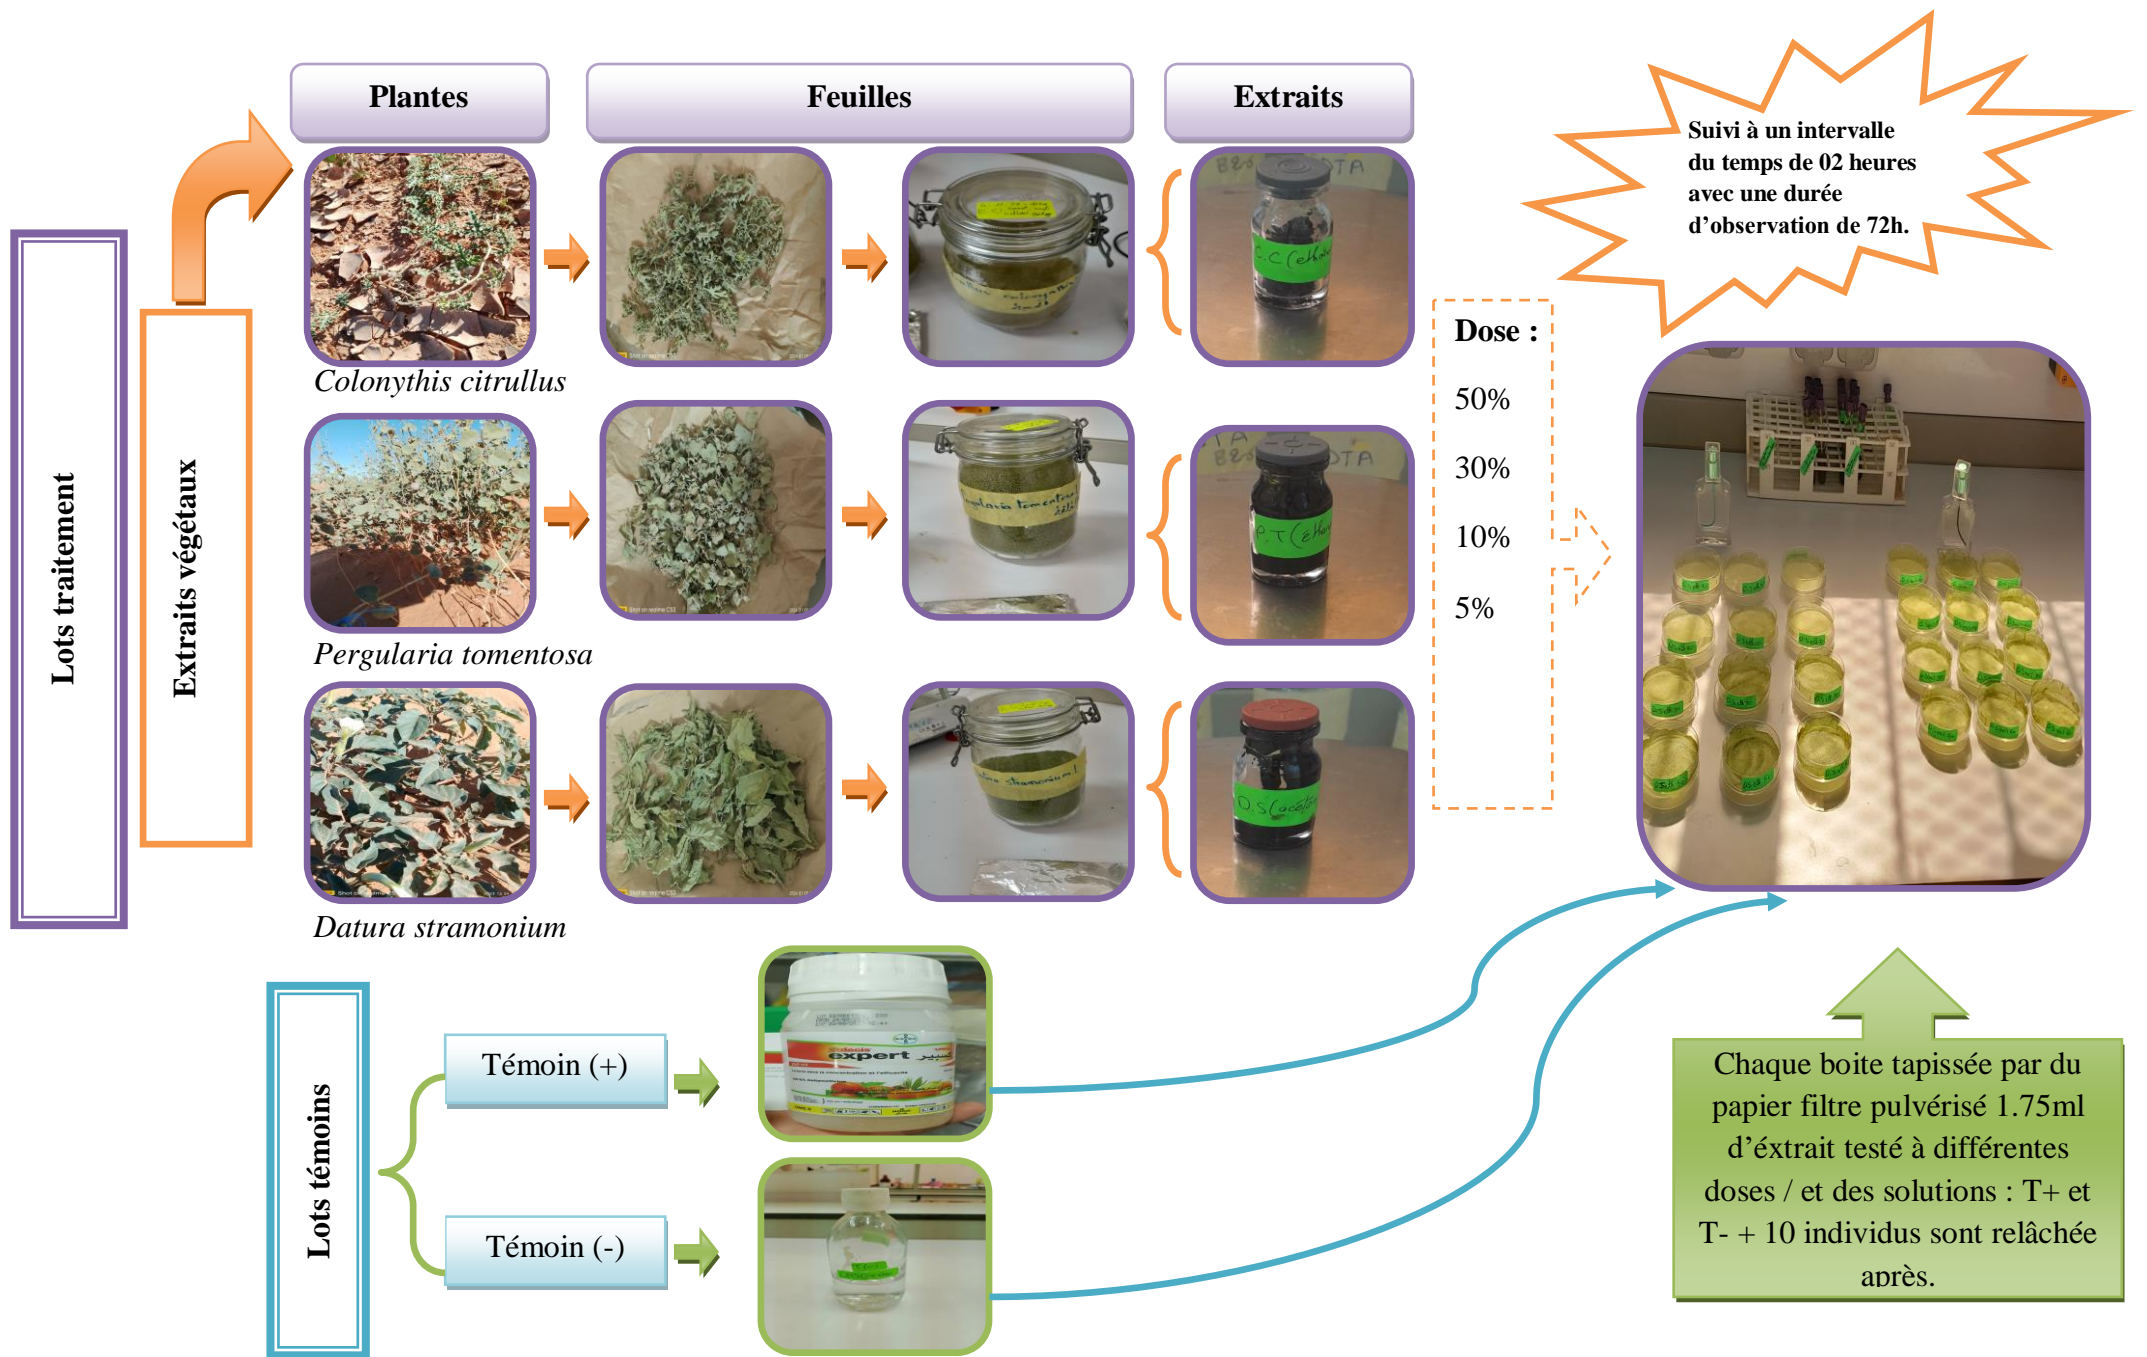 Plantes
Feuilles
Extraits
Suivi à un intervalle
du temps de 02 heures
avec une durée
d’observation de 72h.
Lots traitement
Extraits végétaux
Colonythis citrullus
Pergularia tomentosa
Datura stramonium
Dose :
50%
30%
10%
5%
Lots témoins
Témoin (+)
Témoin (-)
expert
Chaque boite tapissée par du
papier filtre pulvérisé 1.75ml
d’éxtrait testé à différentes
doses / et des solutions : T+ et
T- + 10 individus sont relâchée
après.